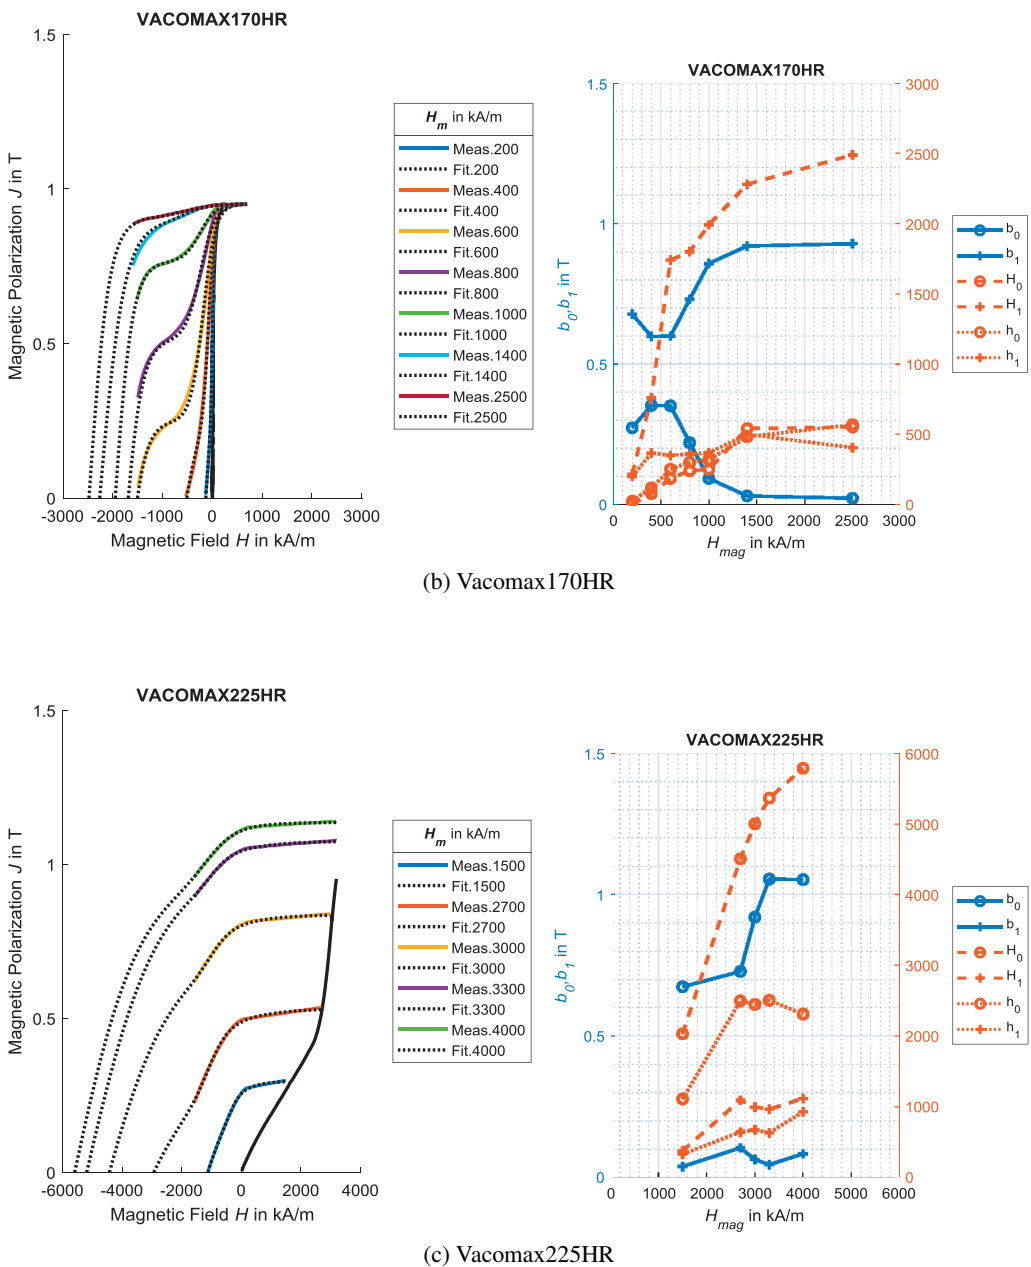 VACOMAX170HR
Magnetic Polarization J in T
1.5
1
0.5
0
-3000 -2000 -1000 0 1000 2000 3000
Magnetic Field H in kA/m
H_m in kA/m
Meas.200
Fit.200
Meas.400
Fit.400
Meas.600
Fit.600
Meas.800
Fit.800
Meas.1000
Fit.1000
Meas.1400
Fit.1400
Meas.2500
Fit.2500
VACOMAX170HR
b_0,b_1 in T
1.5
1
0.5
0
3000
2500
2000
1500
1000
500
0
0 500 1000 1500 2000 2500 3000
H_mag in kA/m
b_0
b_1
H_0
H_1
h_0
h_1
(b) Vacomax170HR
VACOMAX225HR
Magnetic Polarization J in T
1.5
1
0.5
0
-6000 -4000 -2000 0 2000 4000
Magnetic Field H in kA/m
H_m in kA/m
Meas.1500
Fit.1500
Meas.2700
Fit.2700
Meas.3000
Fit.3000
Meas.3300
Fit.3300
Meas.4000
Fit.4000
VACOMAX225HR
b_0,b_1 in T
1.5
1
0.5
0
6000
5000
4000
3000
2000
1000
0
0 1000 2000 3000 4000 5000 6000
H_mag in kA/m
b_0
b_1
H_0
H_1
h_0
h_1
(c) Vacomax225HR